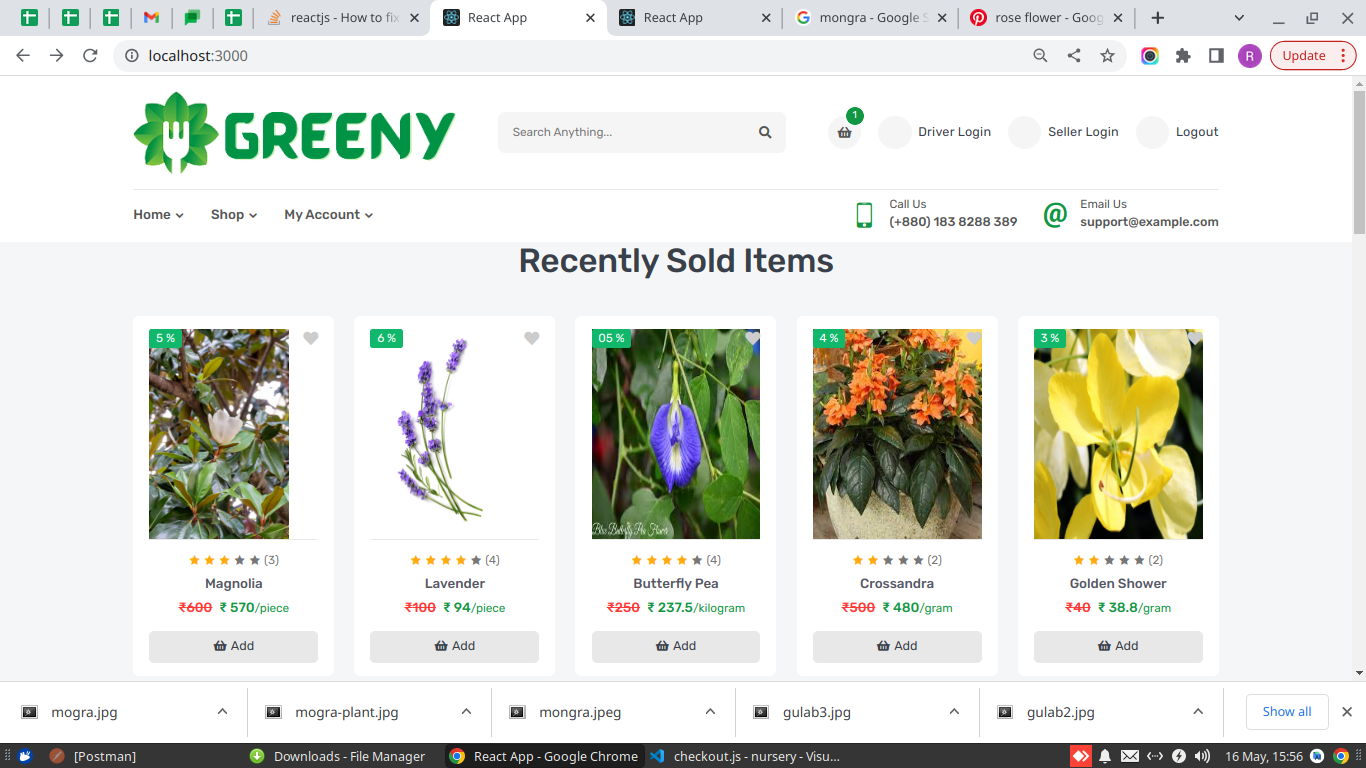 reactjs - How to fix
React App
React App
mongra - Google S
rose flower - Goog
localhost:3000
R
Update
GREENY
Search Anything...
1
Driver Login
Seller Login
Logout
Home
Shop
My Account
Call Us
(+880) 183 8288 389
@
Email Us
support@example.com
Recently Sold Items
5 %
6 %
05 %
4 %
3 %
Blue Butterfly Pea Flower
(3)
(4)
(4)
(2)
(2)
Magnolia
Lavender
Butterfly Pea
Crossandra
Golden Shower
₹600 ₹ 570/piece
₹100 ₹ 94/piece
₹250 ₹ 237.5/kilogram
₹500 ₹ 480/gram
₹40 ₹ 38.8/gram
Add
Add
Add
Add
Add
mogra.jpg
mogra-plant.jpg
mongra.jpeg
gulab3.jpg
gulab2.jpg
Show all
[Postman]
Downloads - File Manager
React App - Google Chrome
checkout.js - nursery - Visu...
16 May, 15:56